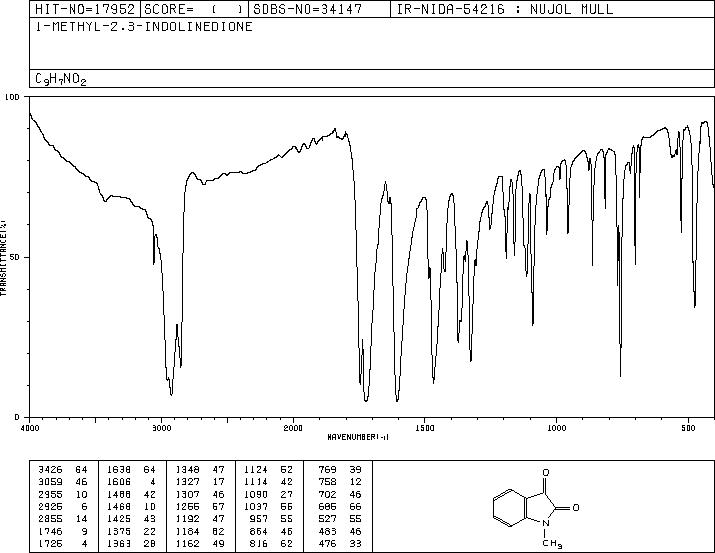 HIT-NO=17952 SCORE= ( ) SDBS-NO=34147 IR-NIDA-54216 : NUJOL MULL
1-METHYL-2,3-INDOLINEDIONE
C9H7NO2
100
50
0
TRANSMITTANCE(%)
4000 3000 2000 1500 1000 500
WAVENUMBER(-1)
3426 64 1638 64 1348 47 1124 52 769 39
3059 46 1606 4 1327 17 1114 42 758 12
2955 10 1488 42 1307 46 1090 27 702 46
2925 6 1468 10 1255 57 1037 55 685 66
2855 14 1425 43 1192 47 957 55 527 55
1746 9 1375 22 1184 62 864 46 483 46
1725 4 1363 28 1162 49 816 62 476 33
O
O
N
CH3